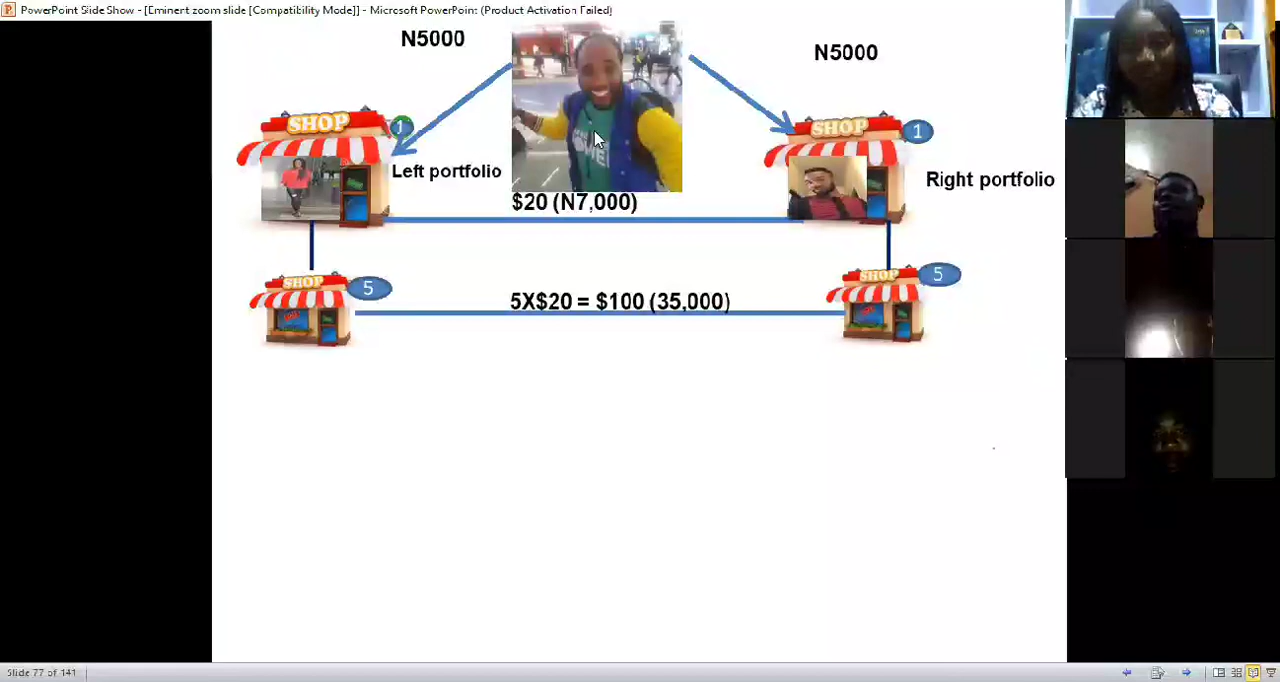 PowerPoint Slide Show - [Eminent zoom slide [Compatibility Mode]] - Microsoft PowerPoint (Product Activation Failed)
N5000
N5000
SHOP
1
SHOP
1
Left portfolio
Right portfolio
$20 (N7,000)
SHOP
5
SHOP
5
5X$20 = $100 (35,000)
Slide 77 of 141